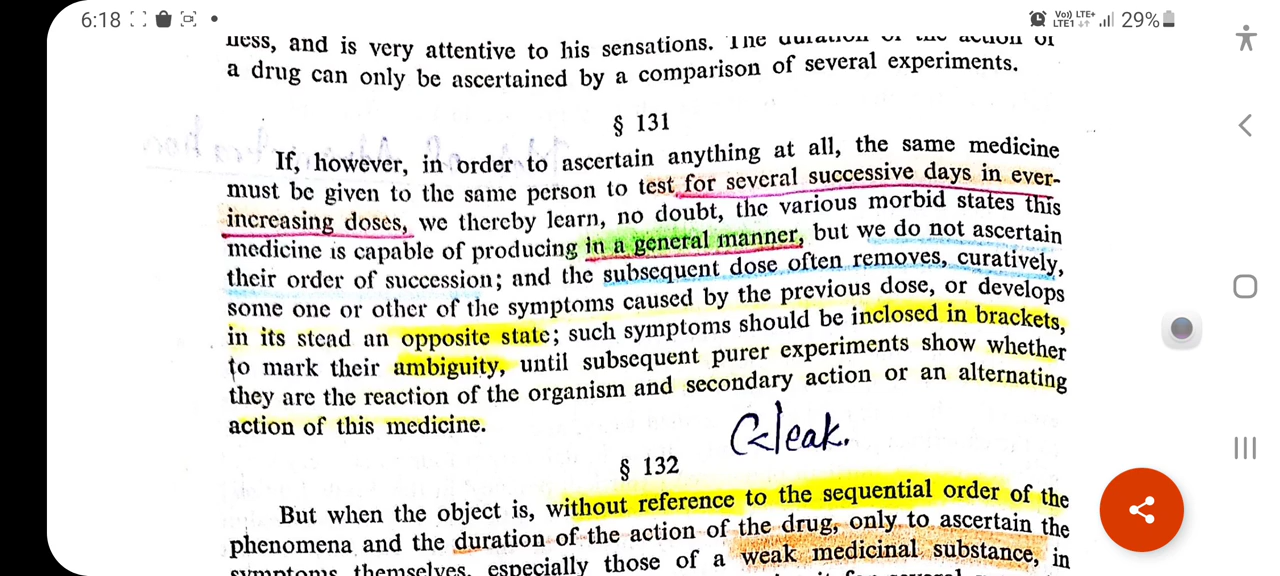 6:18
Vo)) LTE+
LTE1 ↓↑
29%
ness, and is very attentive to his sensations. The duration of the action of
a drug can only be ascertained by a comparison of several experiments.
§ 131
If, however, in order to ascertain anything at all, the same medicine
must be given to the same person to test for several successive days in ever-
increasing doses, we thereby learn, no doubt, the various morbid states this
medicine is capable of producing in a general manner, but we do not ascertain
their order of succession; and the subsequent dose often removes, curatively,
some one or other of the symptoms caused by the previous dose, or develops
in its stead an opposite state; such symptoms should be inclosed in brackets,
to mark their ambiguity, until subsequent purer experiments show whether
they are the reaction of the organism and secondary action or an alternating
action of this medicine.
§ 132
But when the object is, without reference to the sequential order of the
phenomena and the duration of the action of the drug, only to ascertain the
symptoms themselves, especially those of a weak medicinal substance, in